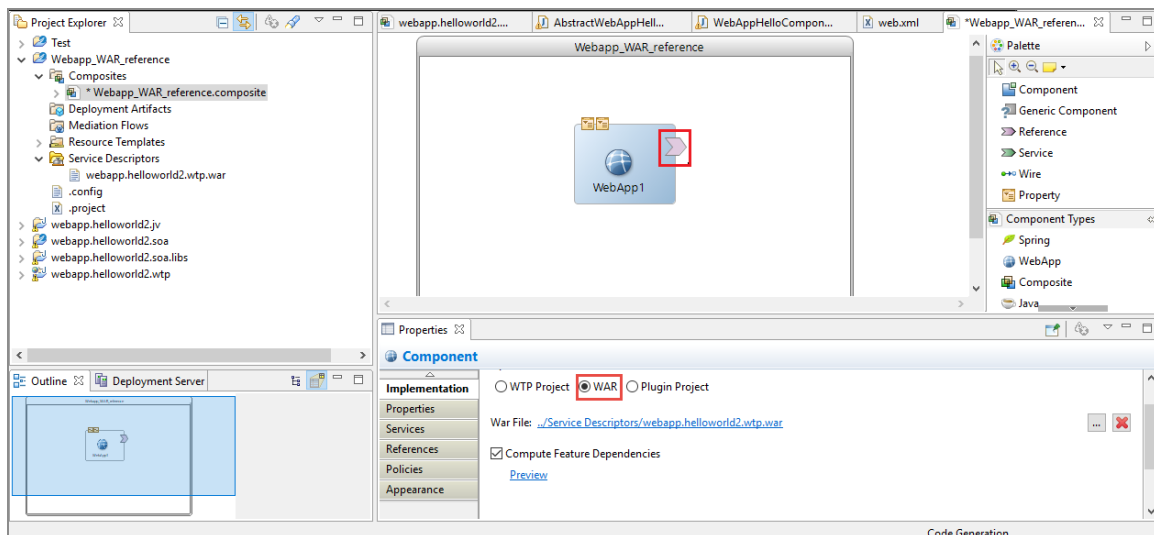 Project Explorer
Test
Webapp_WAR_reference
Composites
* Webapp_WAR_reference.composite
Deployment Artifacts
Mediation Flows
Resource Templates
Service Descriptors
webapp.helloworld2.wtp.war
.config
.project
webapp.helloworld2.jv
webapp.helloworld2.soa
webapp.helloworld2.soa.libs
webapp.helloworld2.wtp
Outline
Deployment Server
webapp.helloworld2....
AbstractWebAppHell...
WebAppHelloCompon...
web.xml
*Webapp_WAR_referen...
Webapp_WAR_reference
WebApp1
Palette
Component
Generic Component
Reference
Service
Wire
Property
Component Types
Spring
WebApp
Composite
Java
Properties
Component
Implementation
Properties
Services
References
Policies
Appearance
WTP Project
WAR
Plugin Project
War File: ../Service Descriptors/webapp.helloworld2.wtp.war
...
Compute Feature Dependencies
Preview
Code Generation